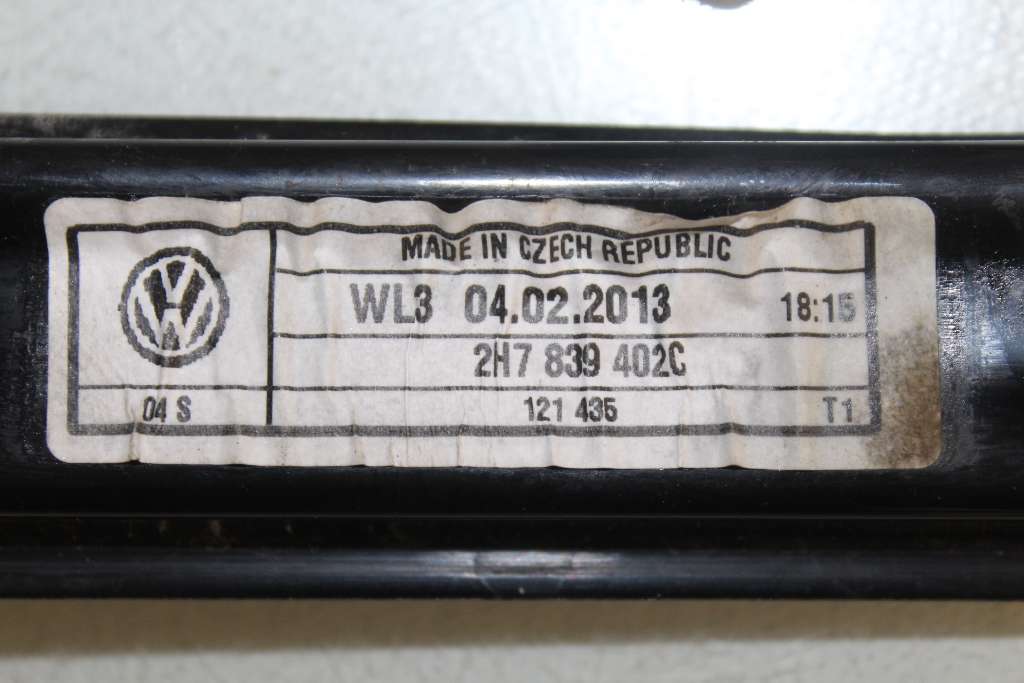 MADE IN CZECH REPUBLIC
WL3 04.02.2013 18:15
2H7 839 402C
04 S 121 435 T1